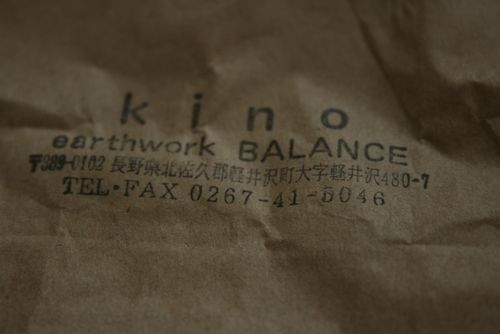 kino
earthwork BALANCE
〒389-0102 長野県北佐久郡軽井沢町大字軽井沢480-7
TEL・FAX 0267-41-5046